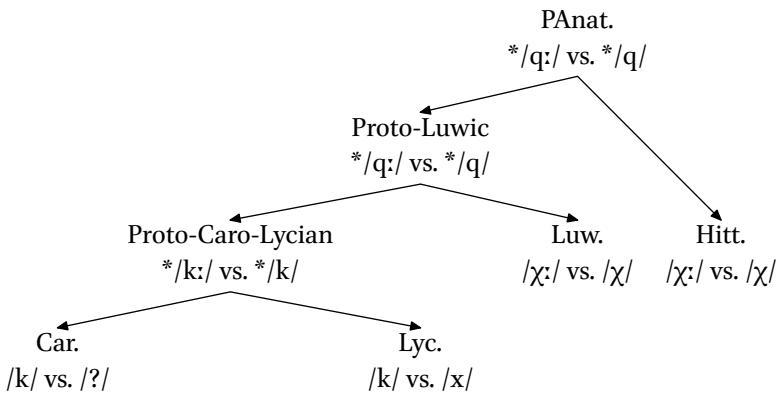 PAnat.
*/qː/ vs. */q/
Proto-Luwic
*/qː/ vs. */q/
Proto-Caro-Lycian
*/kː/ vs. */k/
Luw.
/χː/ vs. /χ/
Hitt.
/χː/ vs. /χ/
Car.
/k/ vs. /?/
Lyc.
/k/ vs. /x/